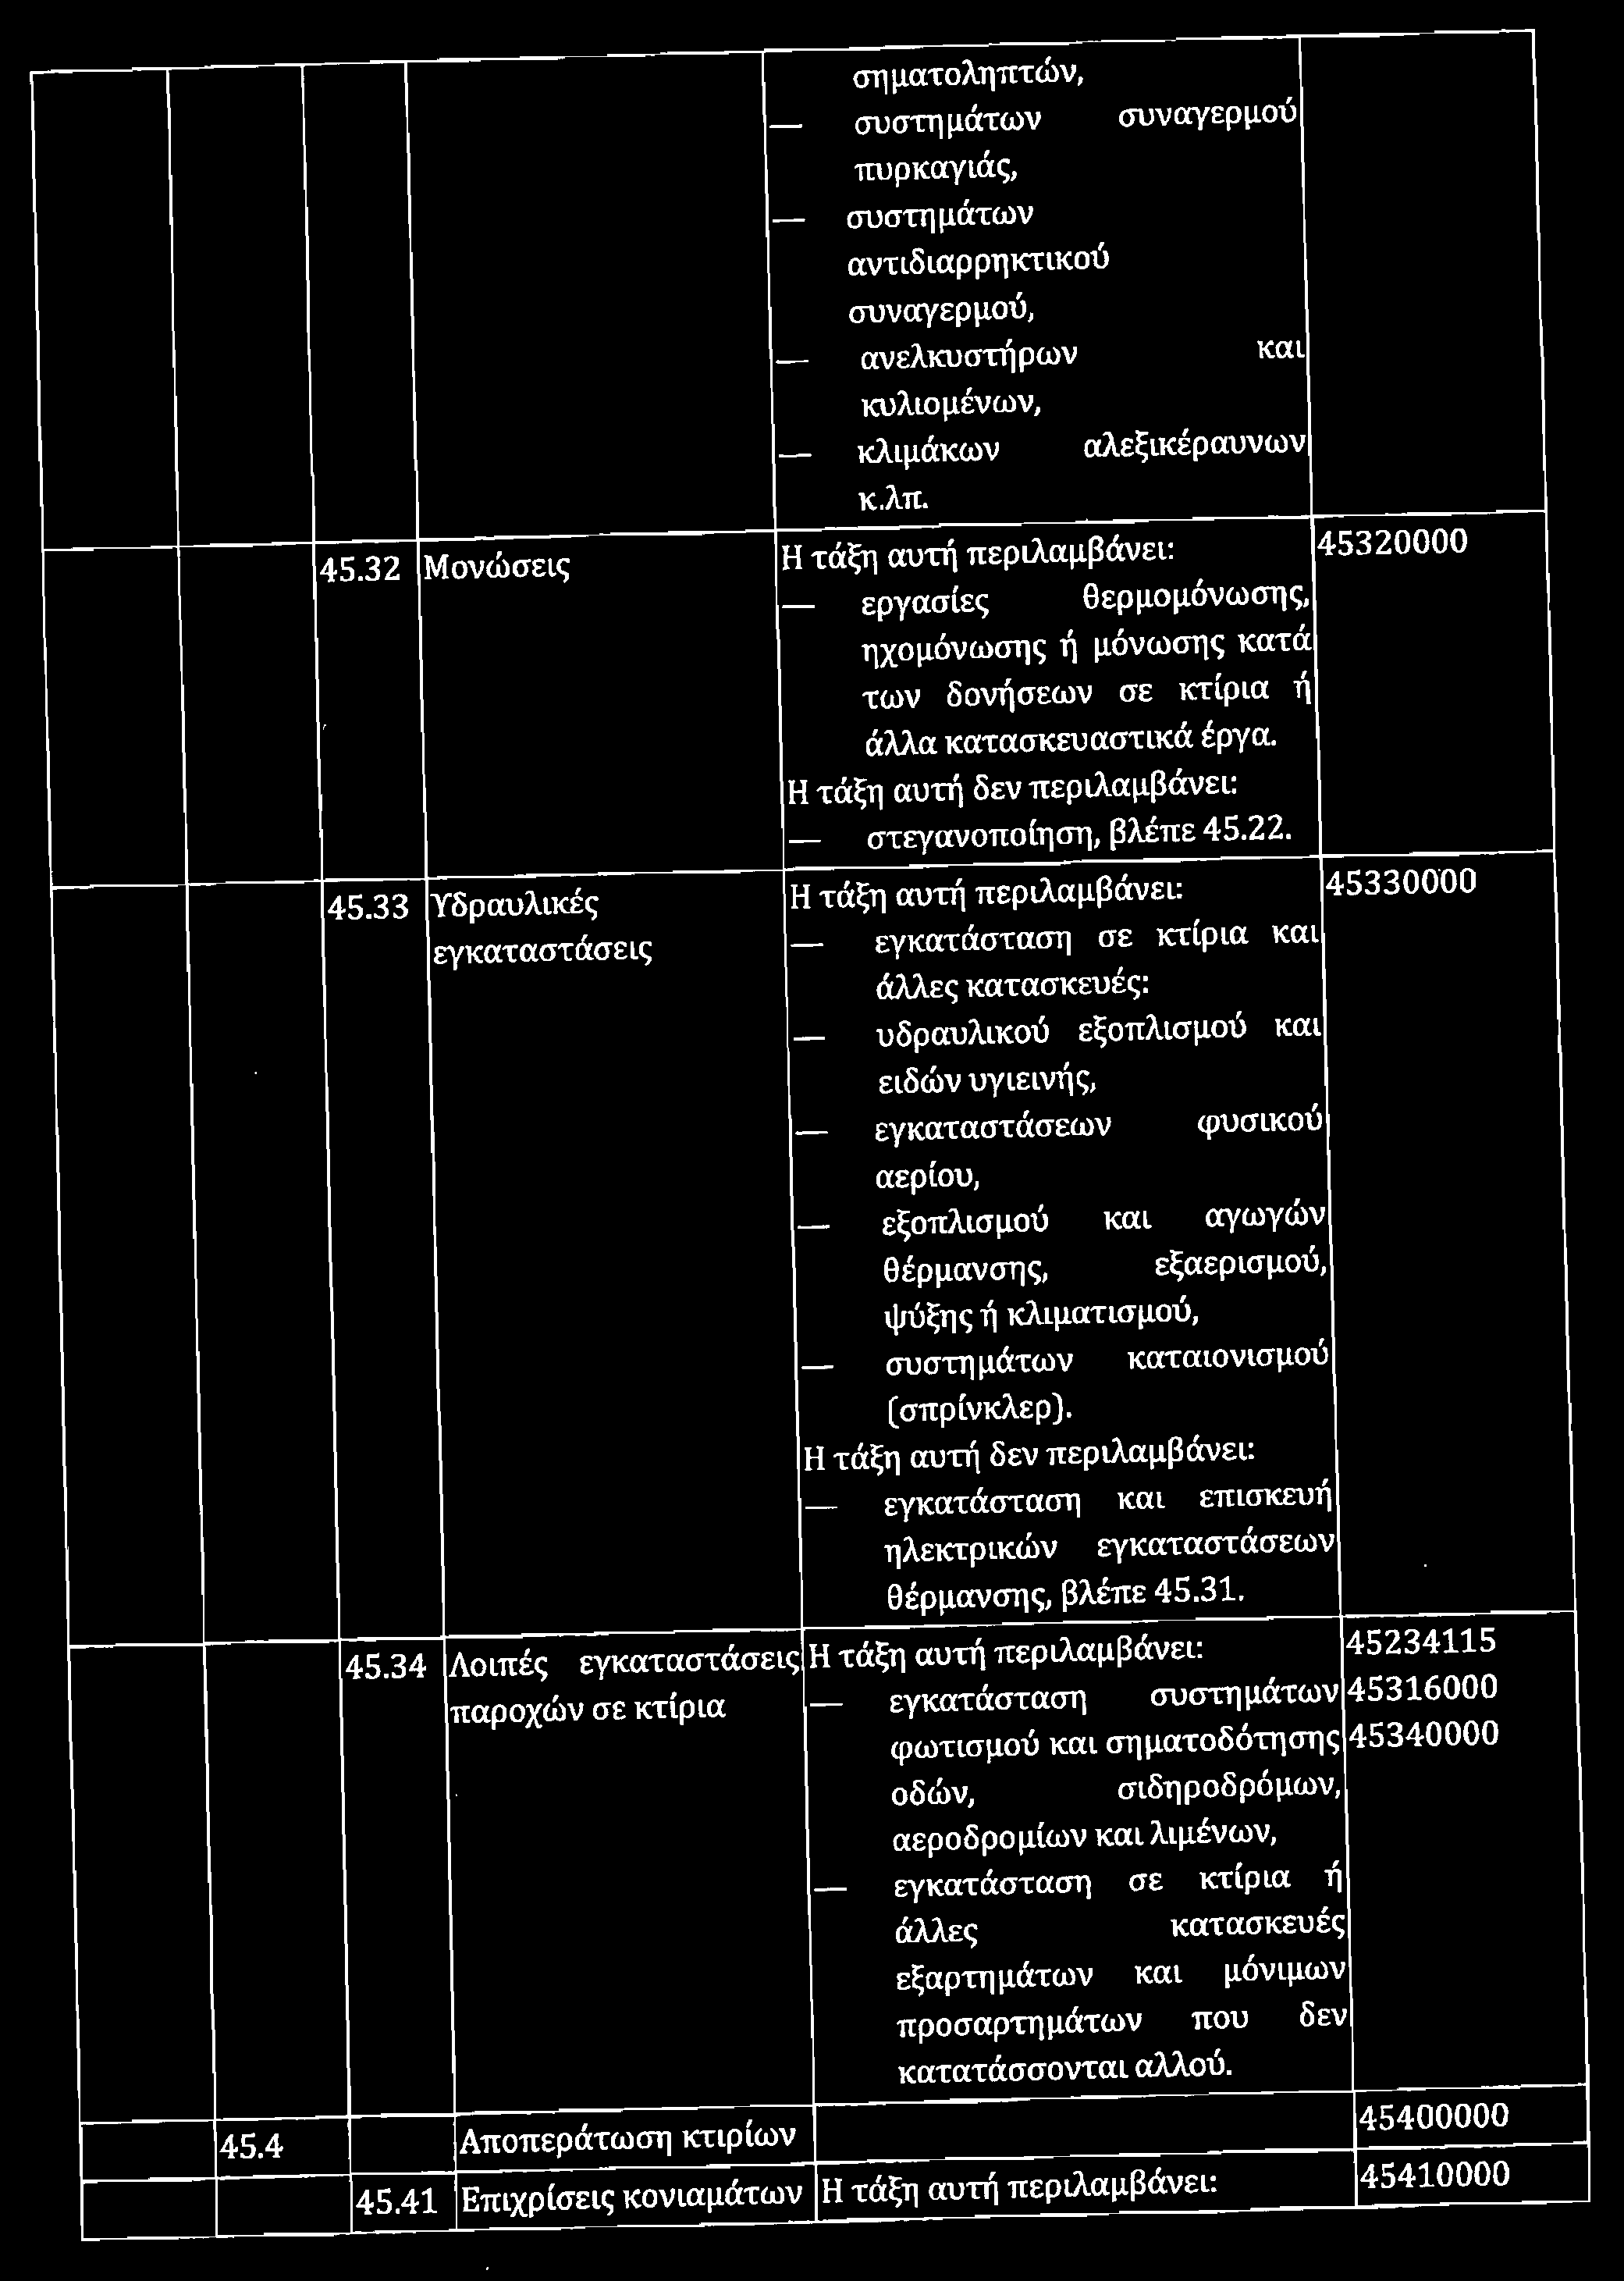 σηματοληπτών,
— συστημάτων συναγερμού
πυρκαγιάς,
— συστημάτων
αντιδιαρρηκτικού
συναγερμού,
— ανελκυστήρων και
κυλιομένων,
— κλιμάκων αλεξικέραυνων
κ.λπ.
45.32 Μονώσεις Η τάξη αυτή περιλαμβάνει: 45320000
— εργασίες θερμομόνωσης,
ηχομόνωσης ή μόνωσης κατά
των δονήσεων σε κτίρια ή
άλλα κατασκευαστικά έργα.
Η τάξη αυτή δεν περιλαμβάνει:
— στεγανοποίηση, βλέπε 45.22.
45.33 Υδραυλικές Η τάξη αυτή περιλαμβάνει: 45330000
εγκαταστάσεις — εγκατάσταση σε κτίρια και
άλλες κατασκευές:
— υδραυλικού εξοπλισμού και
ειδών υγιεινής,
— εγκαταστάσεων φυσικού
αερίου,
— εξοπλισμού και αγωγών
θέρμανσης, εξαερισμού,
ψύξης ή κλιματισμού,
— συστημάτων καταιονισμού
(σπρίνκλερ).
Η τάξη αυτή δεν περιλαμβάνει:
— εγκατάσταση και επισκευή
ηλεκτρικών εγκαταστάσεων
θέρμανσης, βλέπε 45.31.
45.34 Λοιπές εγκαταστάσεις Η τάξη αυτή περιλαμβάνει: 45234115
παροχών σε κτίρια — εγκατάσταση συστημάτων 45316000
φωτισμού και σηματοδότησης 45340000
οδών, σιδηροδρόμων,
αεροδρομίων και λιμένων,
— εγκατάσταση σε κτίρια ή
άλλες κατασκευές
εξαρτημάτων και μόνιμων
προσαρτημάτων που δεν
κατατάσσονται αλλού.
45.4 Αποπεράτωση κτιρίων 45400000
45.41 Επιχρίσεις κονιαμάτων Η τάξη αυτή περιλαμβάνει: 45410000